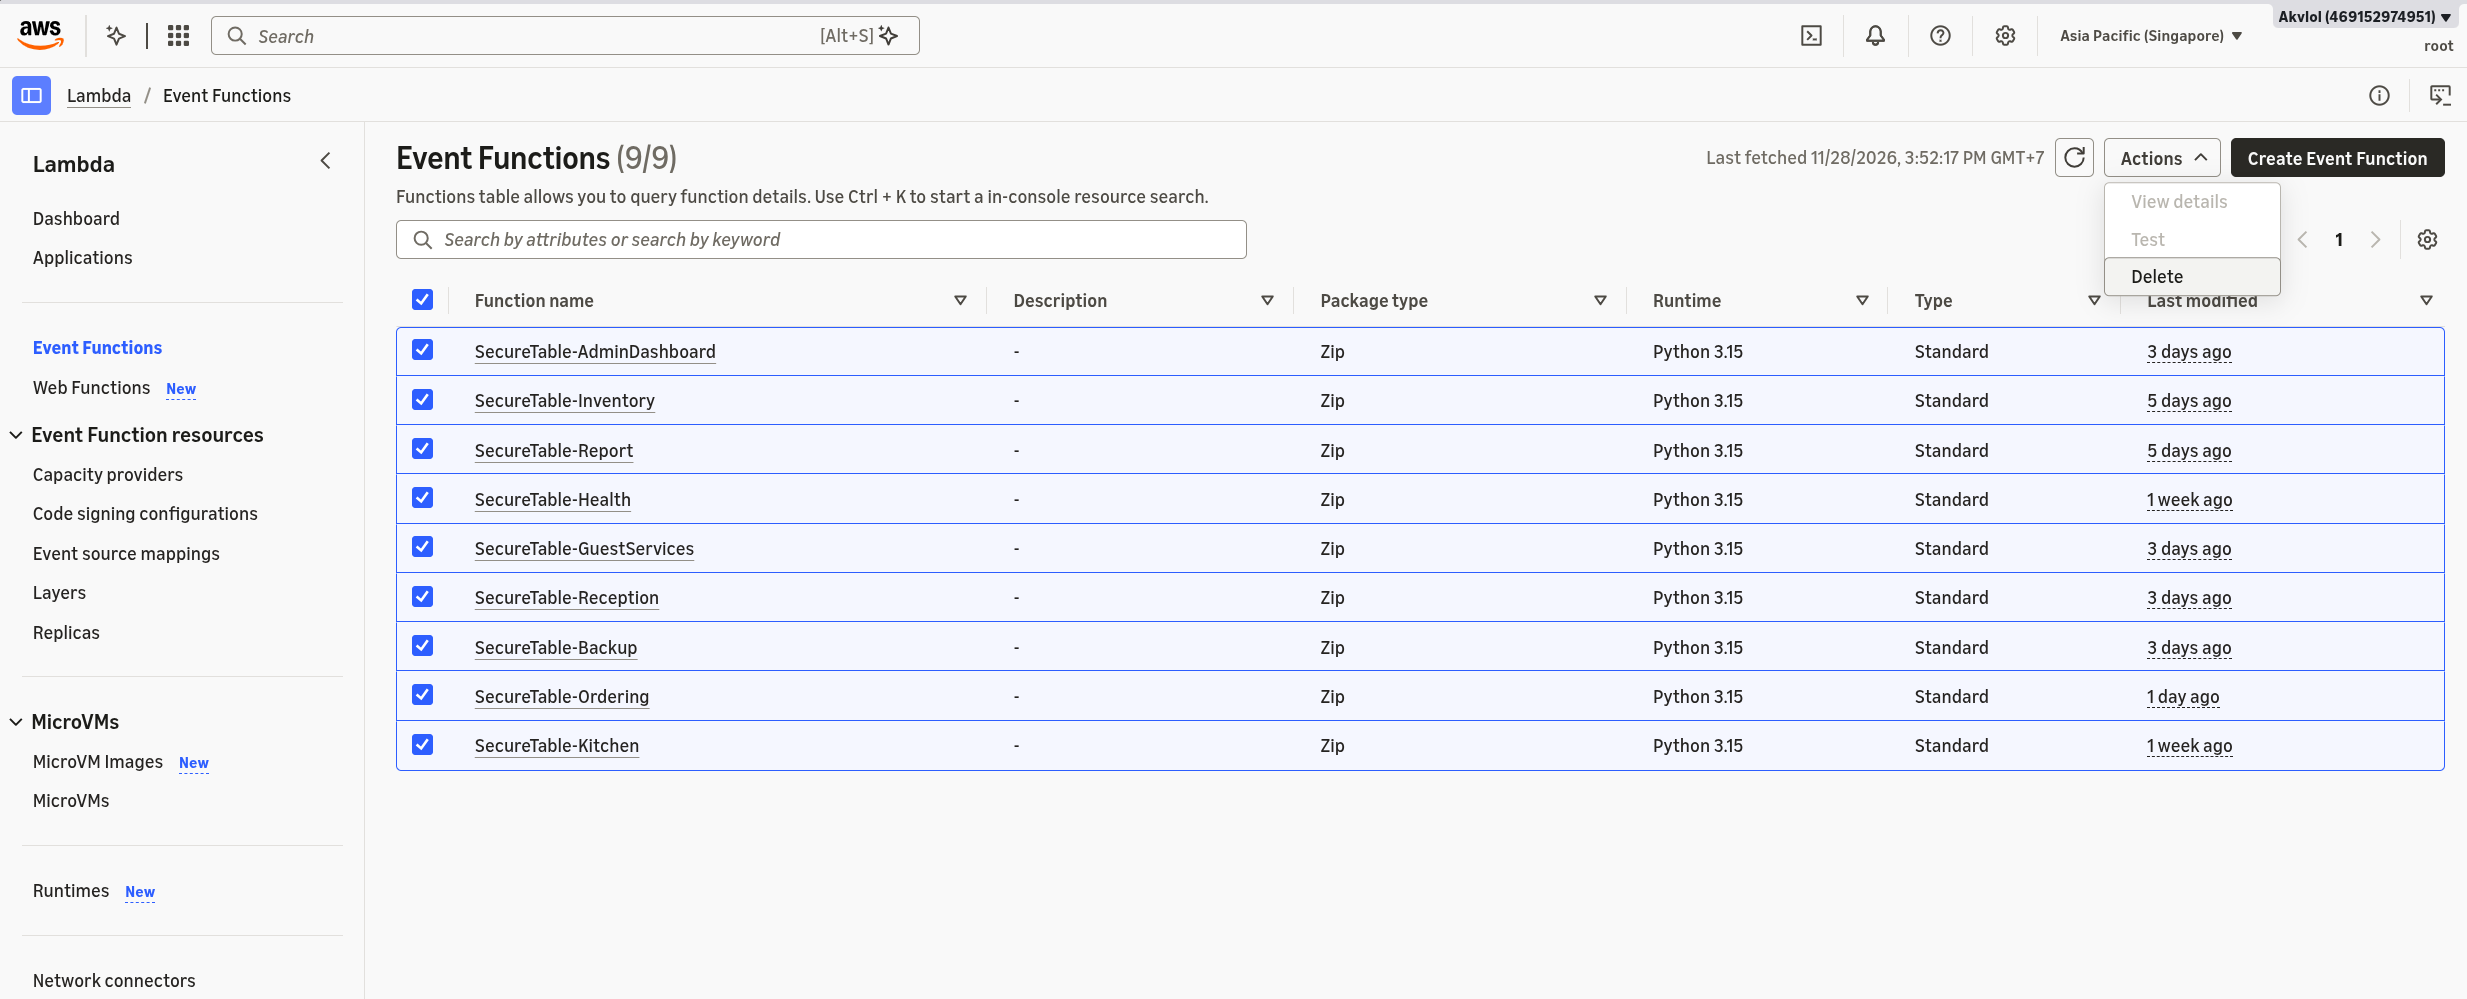 aws
Search [Alt+S]
Asia Pacific (Singapore)
Akvlol (469152974951)
root
Lambda / Event Functions
Lambda
Dashboard
Applications
Event Functions
Web Functions New
Event Function resources
Capacity providers
Code signing configurations
Event source mappings
Layers
Replicas
MicroVMs
MicroVM Images New
MicroVMs
Runtimes New
Network connectors
Event Functions (9/9)
Last fetched 11/28/2026, 3:52:17 PM GMT+7
Actions
Create Event Function
Functions table allows you to query function details. Use Ctrl + K to start a in-console resource search.
View details
Test
Delete
Search by attributes or search by keyword
1
Function name Description Package type Runtime Type Last modified
SecureTable-AdminDashboard - Zip Python 3.15 Standard 3 days ago
SecureTable-Inventory - Zip Python 3.15 Standard 5 days ago
SecureTable-Report - Zip Python 3.15 Standard 5 days ago
SecureTable-Health - Zip Python 3.15 Standard 1 week ago
SecureTable-GuestServices - Zip Python 3.15 Standard 3 days ago
SecureTable-Reception - Zip Python 3.15 Standard 3 days ago
SecureTable-Backup - Zip Python 3.15 Standard 3 days ago
SecureTable-Ordering - Zip Python 3.15 Standard 1 day ago
SecureTable-Kitchen - Zip Python 3.15 Standard 1 week ago